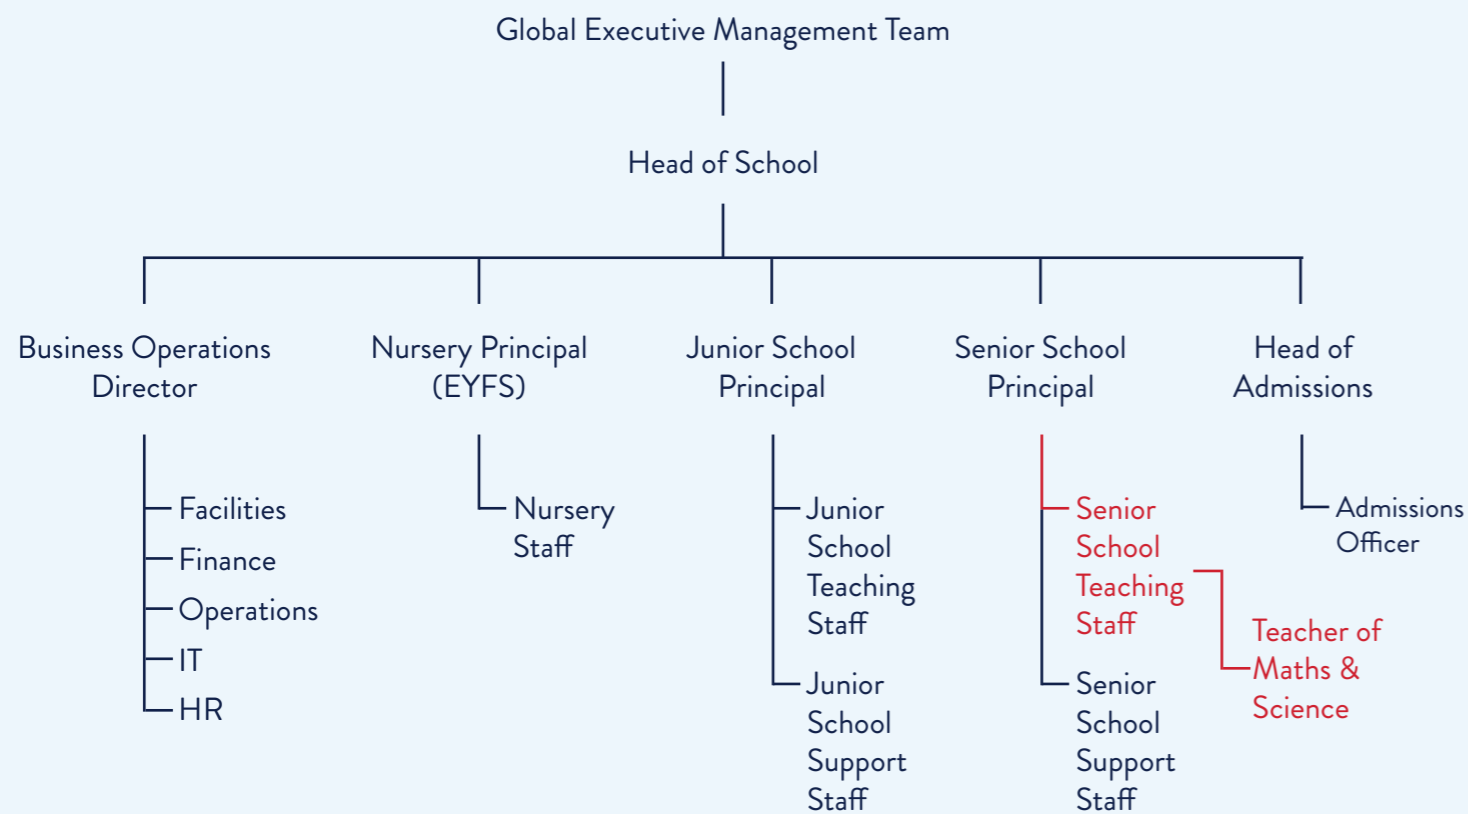 Global Executive Management Team
Head of School
Business Operations
Director
Nursery Principal
(EYFS)
Junior School
Principal
Senior School
Principal
Head of
Admissions
Facilities
Finance
Operations
IT
HR
Nursery
Staff
Junior
School
Teaching
Staff
Junior
School
Support
Staff
Senior
School
Teaching
Staff
Senior
School
Support
Staff
Teacher of
Maths &
Science
Admissions
Officer